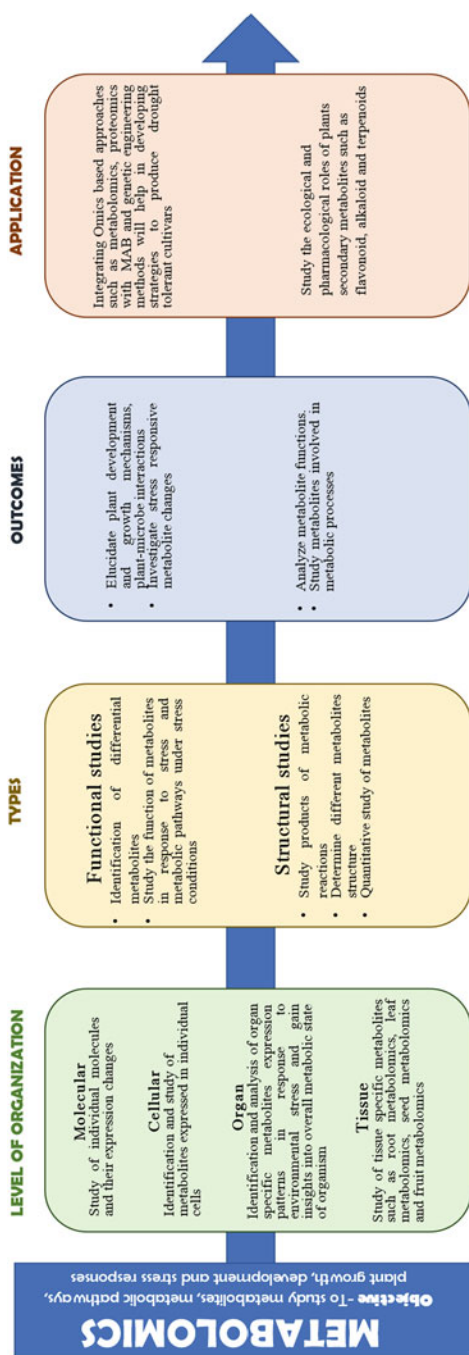 METABOLOMICS
Objective -To study metabolites, metabolic pathways,
plant growth, development and stress responses
LEVEL OF ORGANIZATION
Molecular
Study of individual molecules
and their expression changes
Cellular
Identification and study of
metabolites expressed in individual
cells
Organ
Identification and analysis of organ
specific metabolites expression
patterns in response to
environmental stress and gain
insights into overall metabolic state
of organism
Tissue
Study of tissue specific metabolites
such as root metabolomics, leaf
metabolomics, seed metabolomics
and fruit metabolomics
TYPES
Functional studies
• Identification of differential
metabolites
• Study the function of metabolites
in response to stress and
metabolic pathways under stress
conditions
Structural studies
• Study products of metabolic
reactions
• Determine different metabolites
structure
• Quantitative study of metabolites
OUTCOMES
• Elucidate plant development
and growth mechanisms,
plant-microbe interactions
• Investigate stress responsive
metabolite changes
• Analyze metabolite functions.
• Study metabolites involved in
metabolic processes
APPLICATION
Integrating Omics based approaches
such as metabolomics, proteomics
with MAB and genetic engineering
methods will help in developing
strategies to produce drought
tolerant cultivars
Study the ecological and
pharmacological roles of plants
secondary metabolites such as
flavonoid, alkaloid and terpenoids